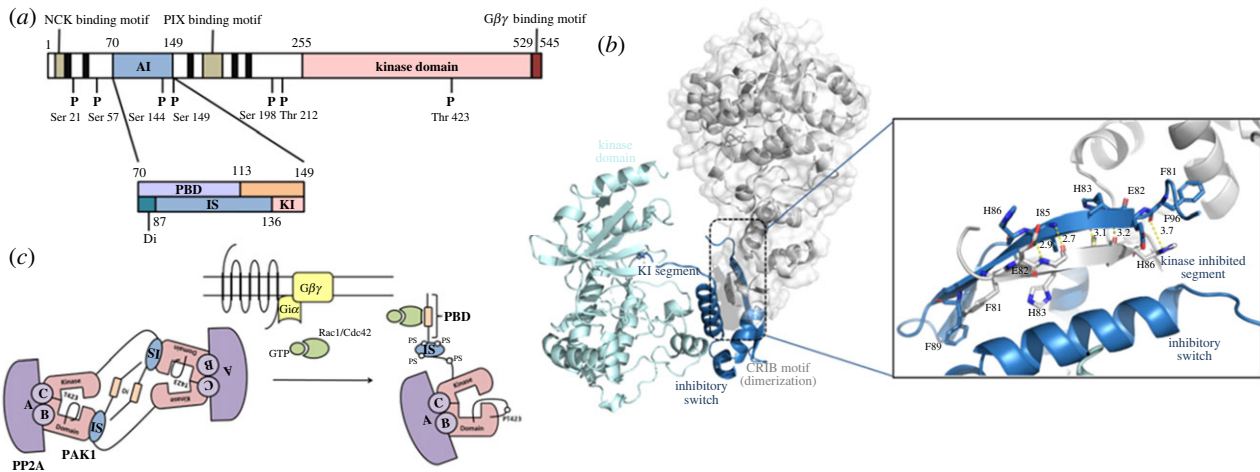 (a)
NCK binding motif PIX binding motif Gβγ binding motif
1 70 149 255 529 545
AI kinase domain
P P P P P P P
Ser 21 Ser 57 Ser 144 Ser 149 Ser 198 Thr 212 Thr 423
70 113 149
PBD
IS KI
87 136
Di
(b)
kinase
domain
KI segment
inhibitory
switch
CRIB motif
(dimerization)
H86 I85 H83 E82 F81
F96
2.9 2.7 3.1 3.2 3.7
E82 H86
kinase inhibited
segment
F81 H83
F89
inhibitory
switch
(c)
Gβγ
Giα
Rac1/Cdc42
GTP
PBD
PS PS
IS
PS PS
Kinase
C
A B
Domain
PT423
IS
Domain
T423
Kinase
B
C
A
Di
Kinase
T423
C
A
B
Domain
IS
PAK1
PP2A